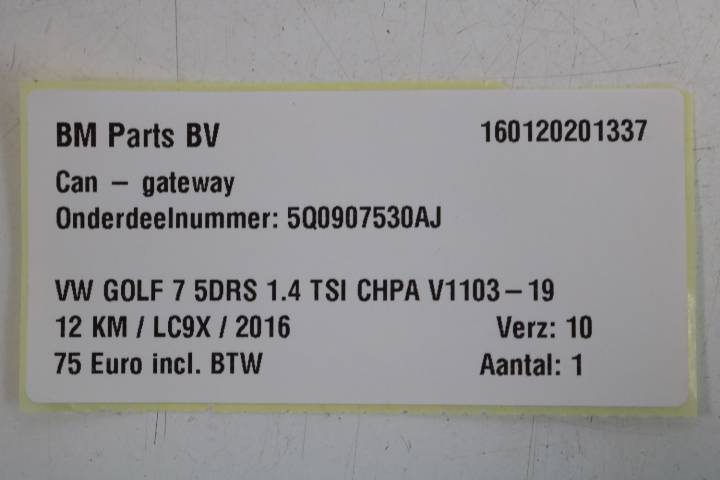 BM Parts BV 160120201337
Can – gateway
Onderdeelnummer: 5Q0907530AJ
VW GOLF 7 5DRS 1.4 TSI CHPA V1103 – 19
12 KM / LC9X / 2016 Verz: 10
75 Euro incl. BTW Aantal: 1